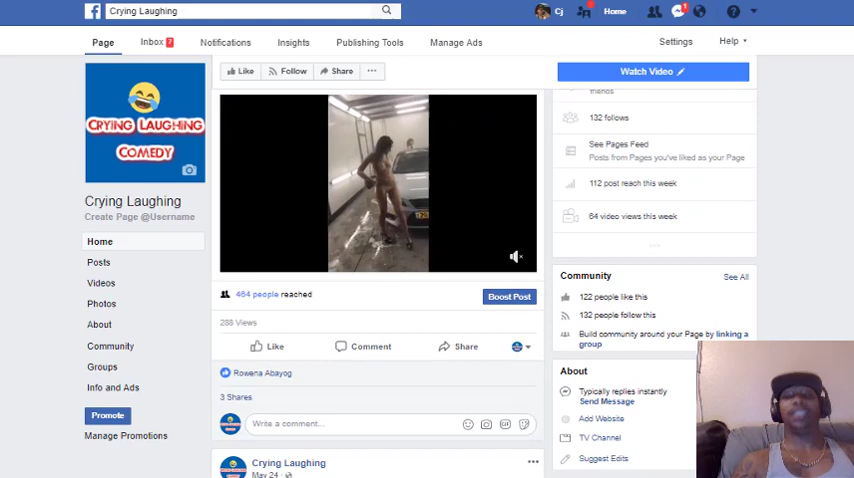 Crying Laughing
Cj
Home
Page
Inbox 7
Notifications
Insights
Publishing Tools
Manage Ads
Settings
Help
Like
Follow
Share
Watch Video
CRYING LAUGHING
COMEDY
friends
132 follows
See Pages Feed
Posts from Pages you've liked as your Page
112 post reach this week
64 video views this week
Crying Laughing
Create Page @Username
Home
Posts
Videos
Photos
About
Community
Groups
Info and Ads
Promote
Manage Promotions
464 people reached
Boost Post
288 Views
Like
Comment
Share
Rowena Abayog
3 Shares
Write a comment...
GIF
Crying Laughing
May 24
Community
See All
122 people like this
132 people follow this
Build community around your Page by linking a
group
About
Typically replies instantly
Send Message
Add Website
TV Channel
Suggest Edits